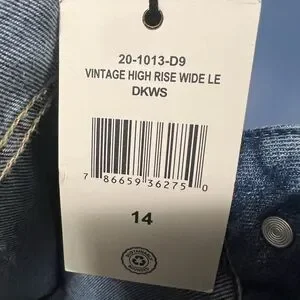 20-1013-D9
VINTAGE HIGH RISE WIDE LE
DKWS
7 86659 36275 0
14